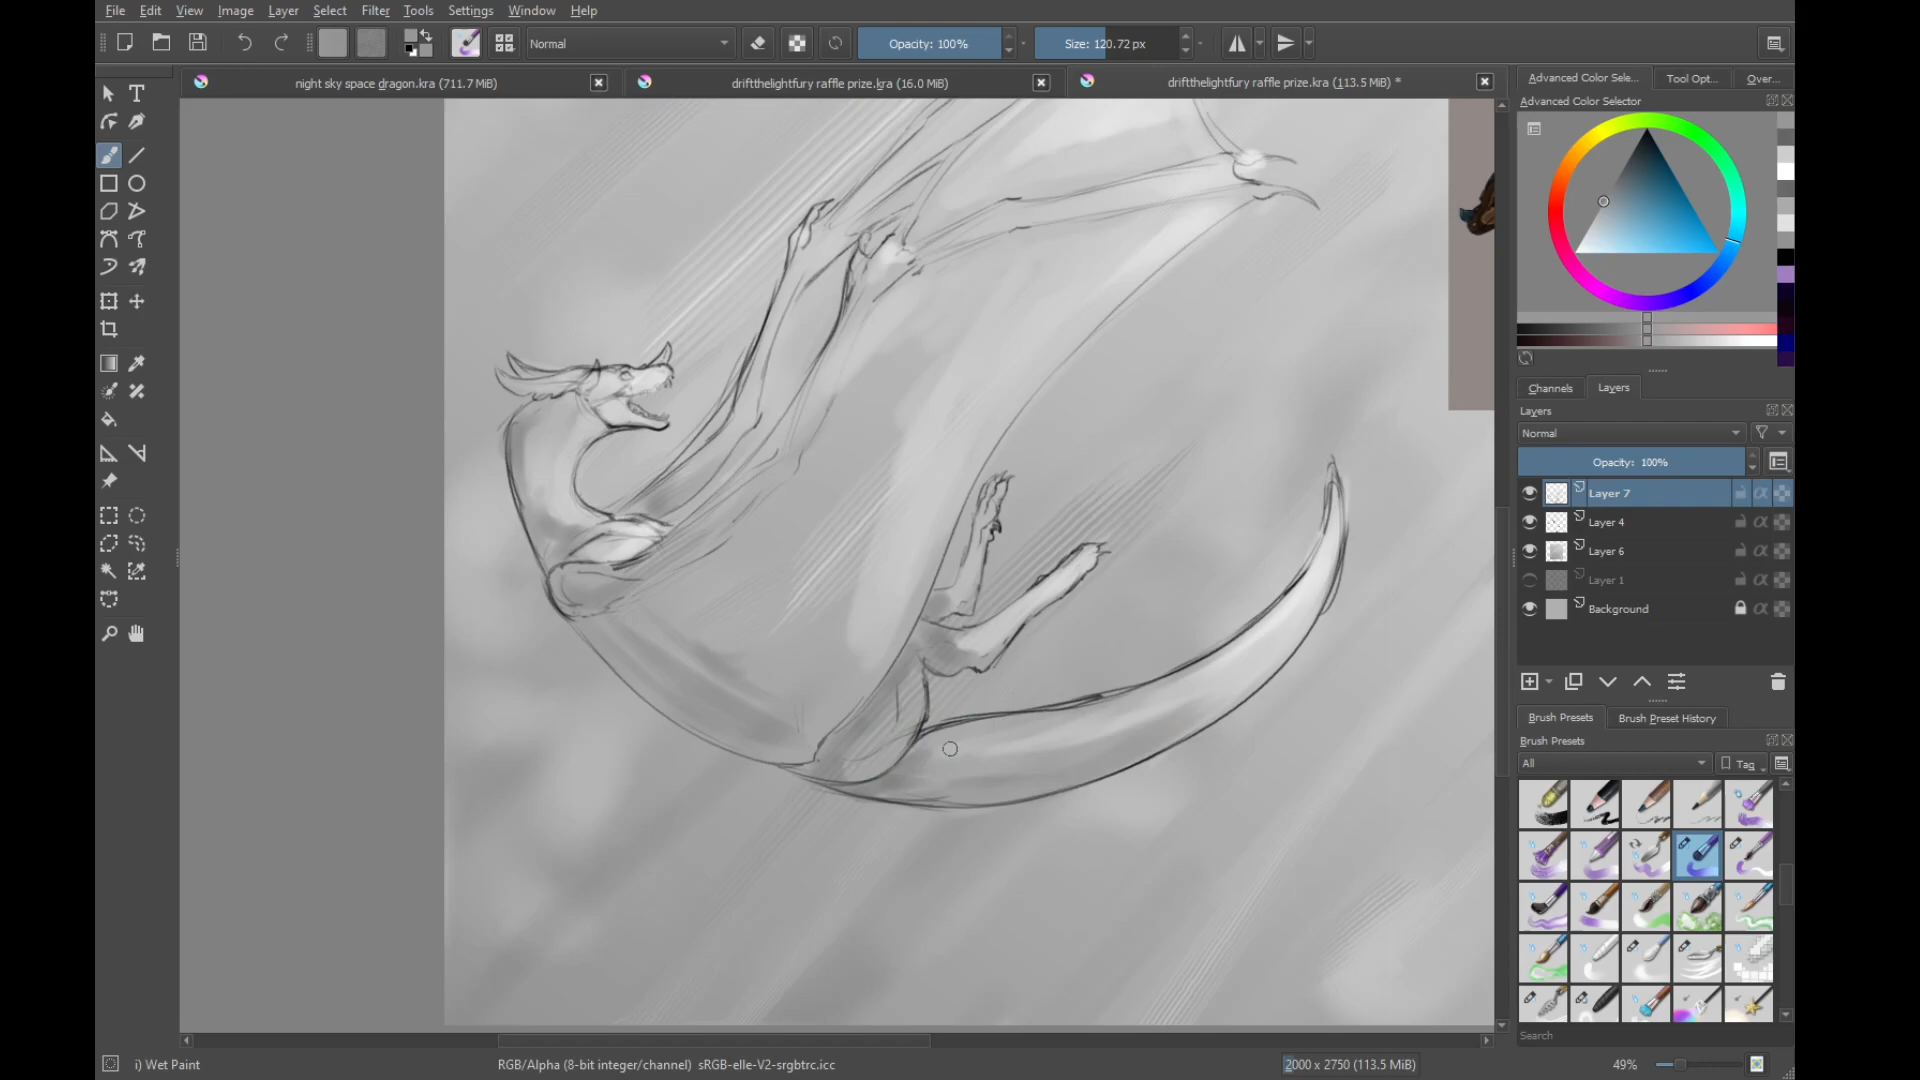 File Edit View Image Layer Select Filter Tools Settings Window Help
Normal
Opacity: 100%
Size: 120.72 px
night sky space dragon.kra (711.7 MiB)
driftthelightfury raffle prize.kra (16.0 MiB)
driftthelightfury raffle prize.kra (113.5 MiB) *
Advanced Color Sele...
Tool Opt...
Over...
Advanced Color Selector
Channels
Layers
Layers
Normal
Opacity: 100%
Layer 7
Layer 4
Layer 6
Layer 1
Background
Brush Presets
Brush Preset History
Brush Presets
All
Tag
Search
i) Wet Paint
RGB/Alpha (8-bit integer/channel) sRGB-elle-V2-srgbtrc.icc
2000 x 2750 (113.5 MiB)
49%